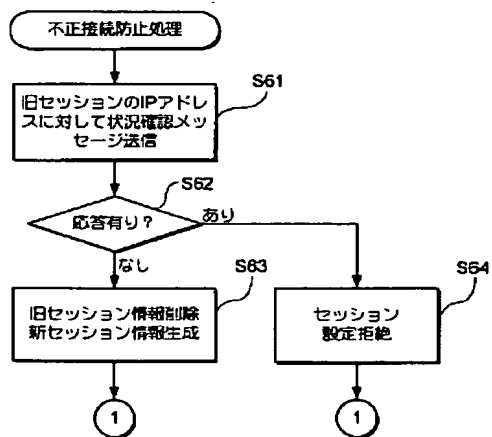 不正接続防止処理
S61
旧セッションのIPアドレ
スに対して状況確認メッ
セージ送信
S62
応答有り？
あり
なし
S63
旧セッション情報削除
新セッション情報生成
S64
セッション
設定拒絶
1
1